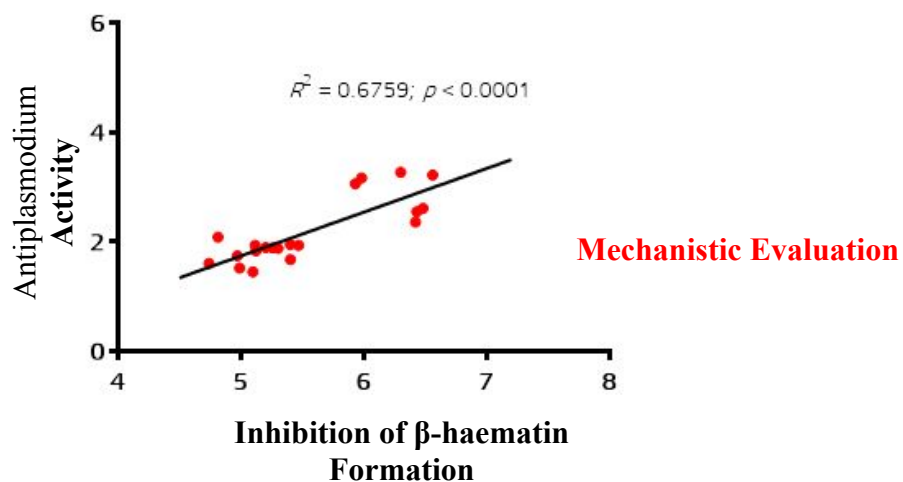 6
R² = 0.6759; p < 0.0001
4
Antiplasmodium
Activity
2
Mechanistic Evaluation
0
4 5 6 7 8
Inhibition of β-haematin
Formation